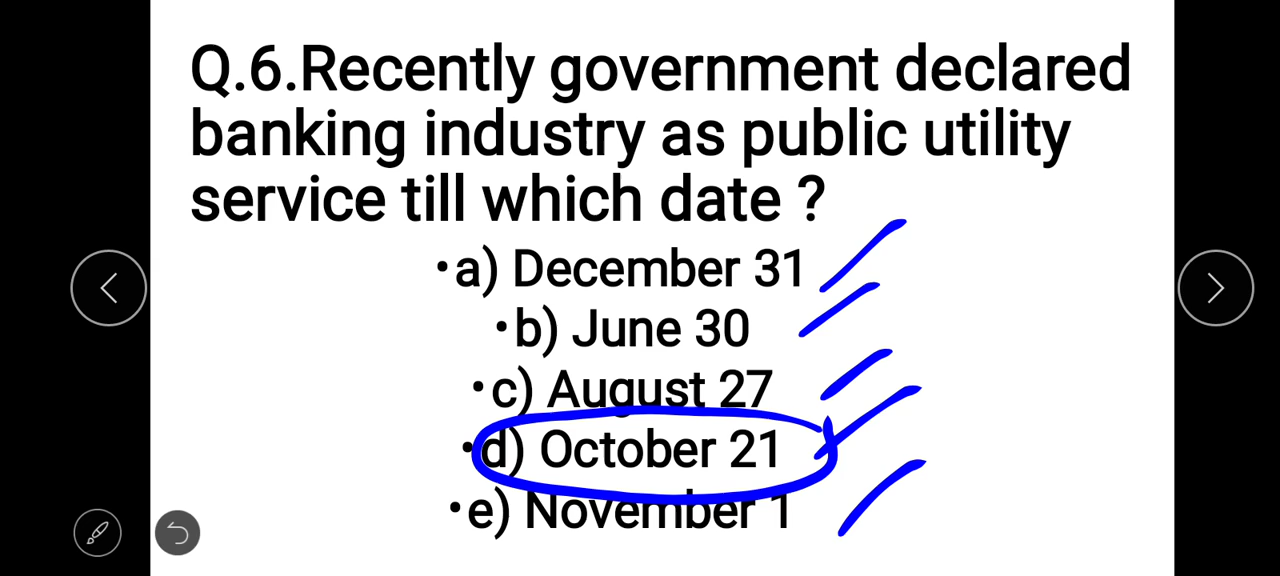 Q.6.Recently government declared
banking industry as public utility
service till which date ?
•a) December 31
•b) June 30
•c) August 27
•d) October 21
•e) November 1